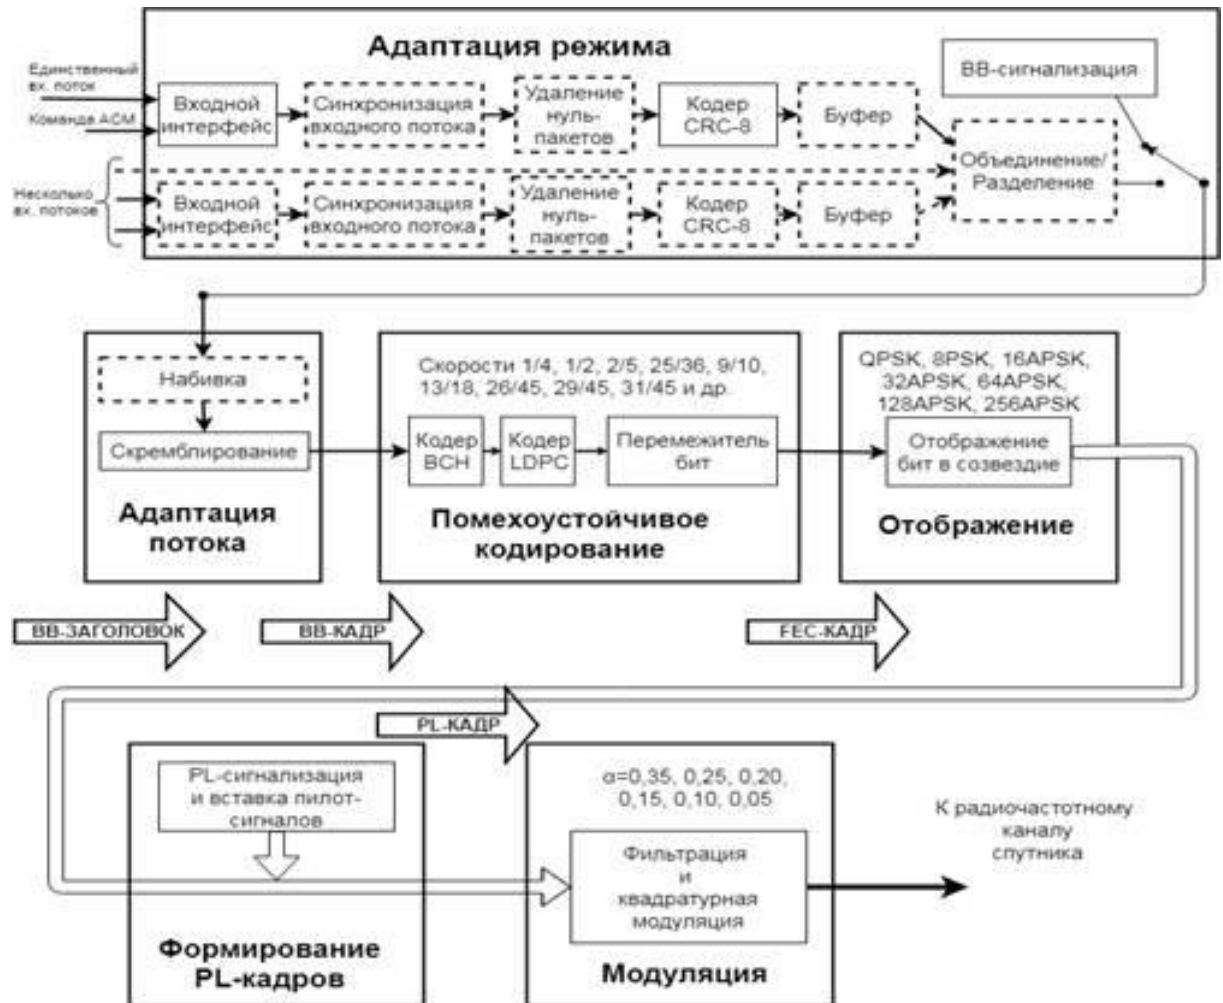 Адаптация режима
Единственный
вх. поток
Команда АСМ
Входной
интерфейс
Синхронизация
входного потока
Удаление
нуль-
пакетов
Кодер
CRC-8
Буфер
BB-сигнализация
Объединение/
Разделение
Несколько
вх. потоков
Входной
интерфейс
Синхронизация
входного потока
Удаление
нуль-
пакетов
Кодер
CRC-8
Буфер
Набивка
Скремблирование
Адаптация
потока
Скорости 1/4, 1/2, 2/5, 25/36, 9/10,
13/18, 26/45, 29/45, 31/45 и др.
Кодер
BCH
Кодер
LDPC
Перемежитель
бит
Помехоустойчивое
кодирование
QPSK, 8PSK, 16APSK,
32APSK, 64APSK,
128APSK, 256APSK
Отображение
бит в созвездие
Отображение
BB-ЗАГОЛОВОК
BB-КАДР
FEC-КАДР
PL-КАДР
PL-сигнализация
и вставка пилот-
сигналов
Формирование
PL-кадров
α=0,35, 0,25, 0,20,
0,15, 0,10, 0,05
Фильтрация
и
квадратурная
модуляция
Модуляция
К радиочастотному
каналу
спутника